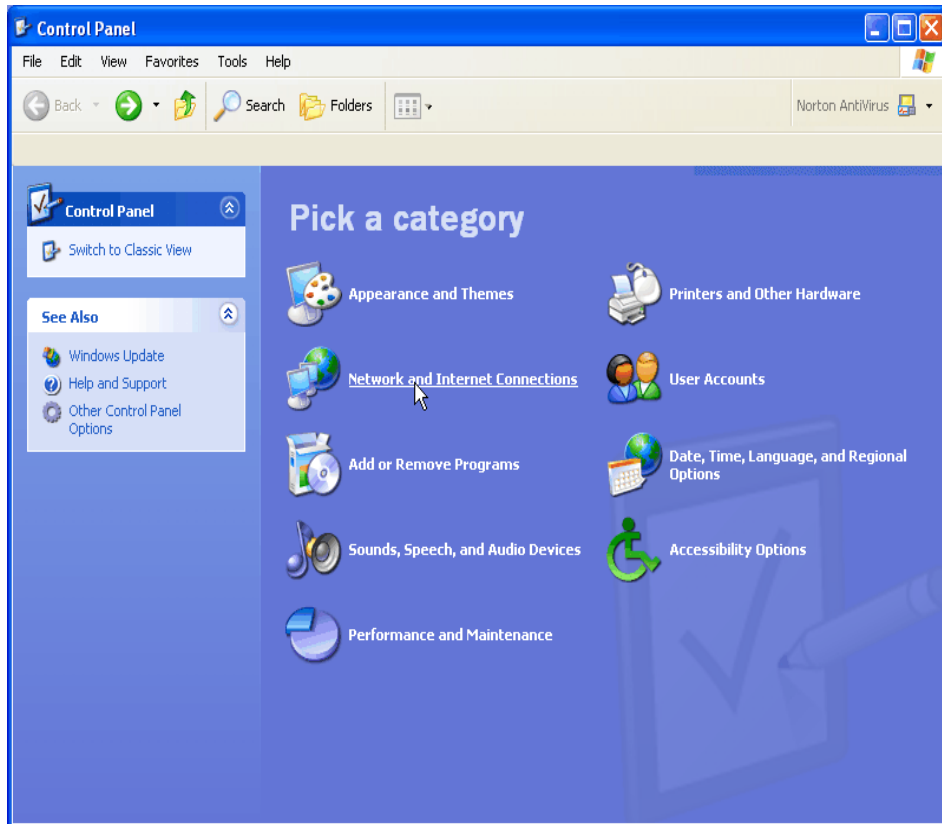 Control Panel
File Edit View Favorites Tools Help
Back Search Folders Norton AntiVirus
Control Panel
Switch to Classic View
See Also
Windows Update
Help and Support
Other Control Panel
Options
Pick a category
Appearance and Themes
Printers and Other Hardware
Network and Internet Connections
User Accounts
Add or Remove Programs
Date, Time, Language, and Regional
Options
Sounds, Speech, and Audio Devices
Accessibility Options
Performance and Maintenance